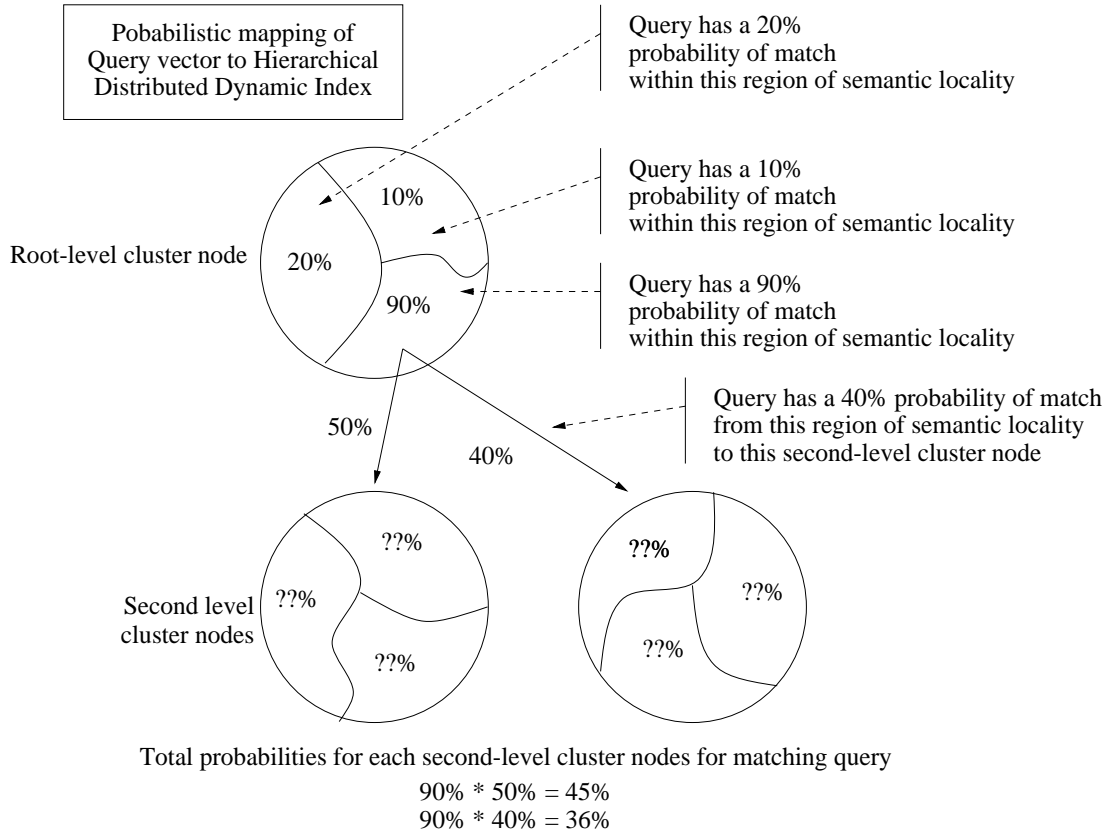 Pobabilistic mapping of
Query vector to Hierarchical
Distributed Dynamic Index
Query has a 20%
probability of match
within this region of semantic locality
Query has a 10%
probability of match
within this region of semantic locality
10%
Root-level cluster node
20%
90%
Query has a 90%
probability of match
within this region of semantic locality
Query has a 40% probability of match
from this region of semantic locality
to this second-level cluster node
50%
40%
??%
??%
??%
??%
??%
??%
Second level
cluster nodes
Total probabilities for each second-level cluster nodes for matching query
90% * 50% = 45%
90% * 40% = 36%